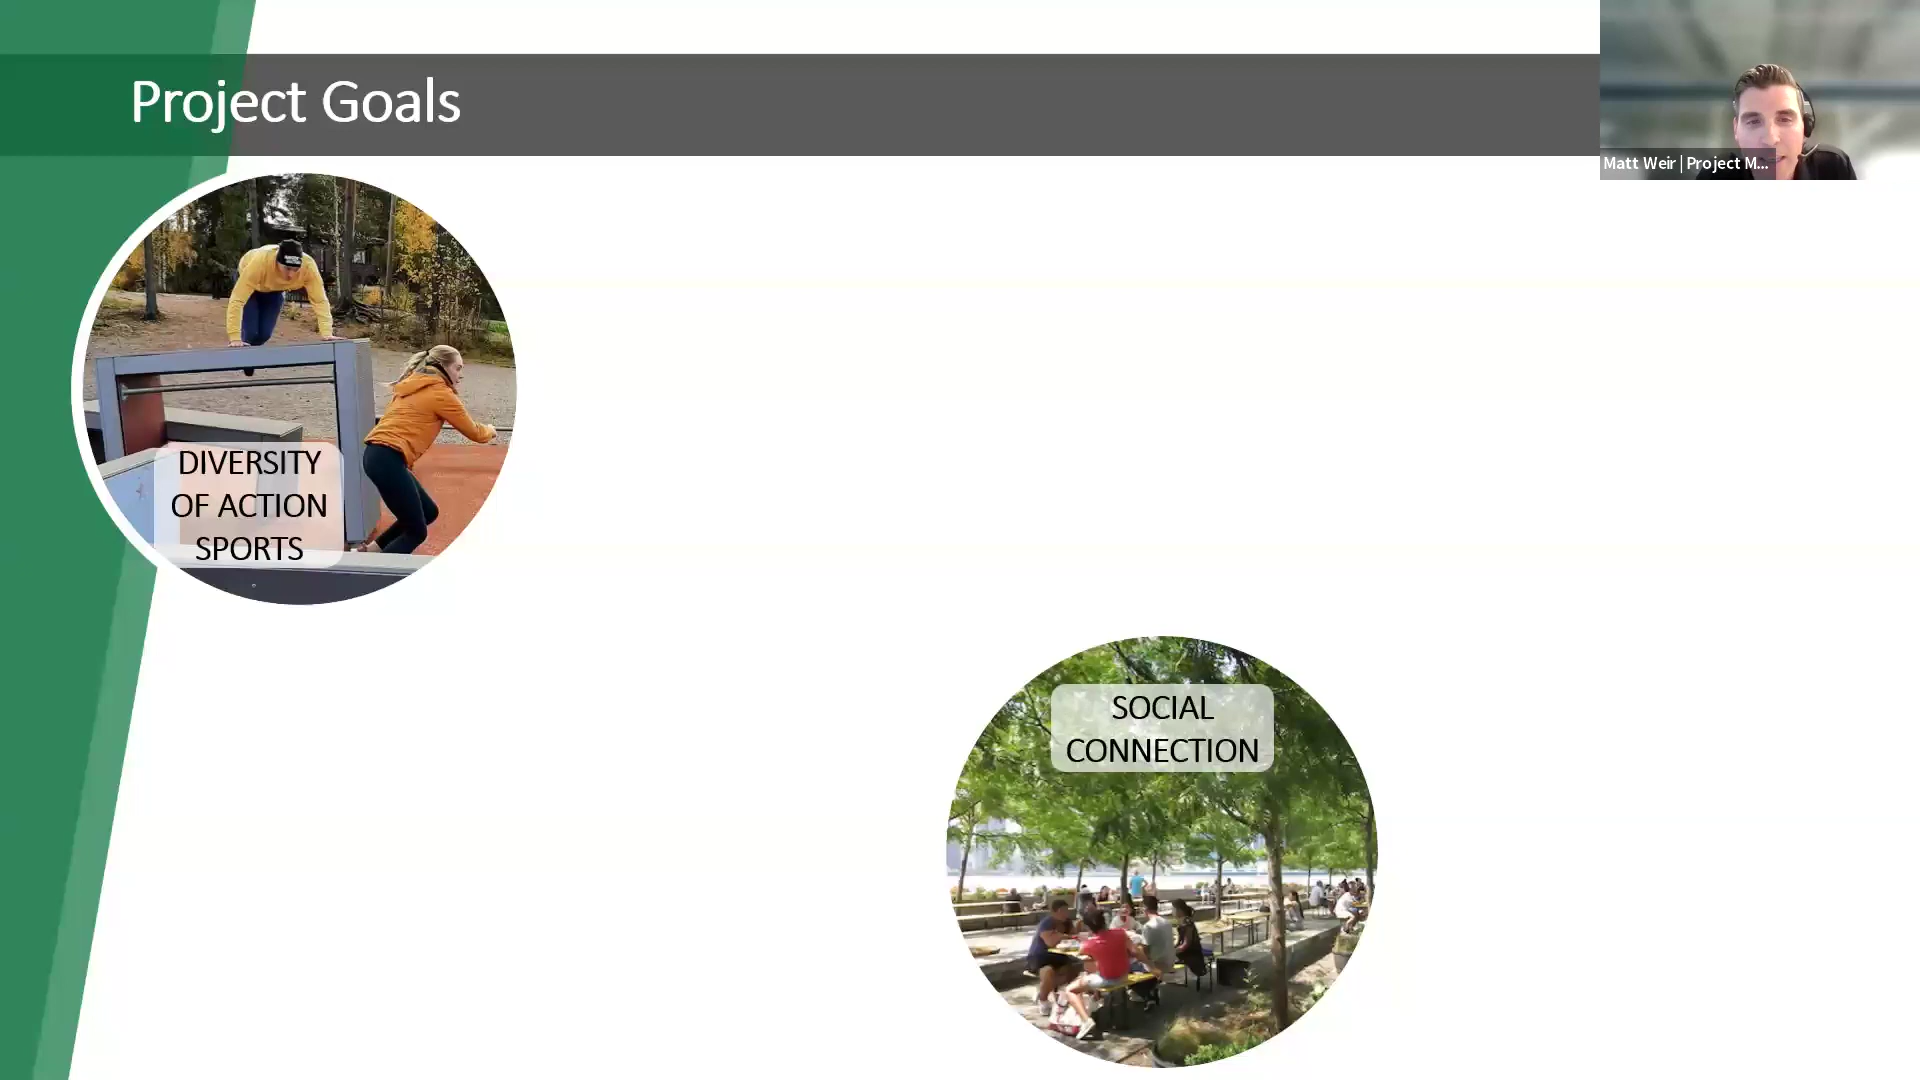 Project Goals
Matt Weir | Project M...
DIVERSITY
OF ACTION
SPORTS
SOCIAL
CONNECTION